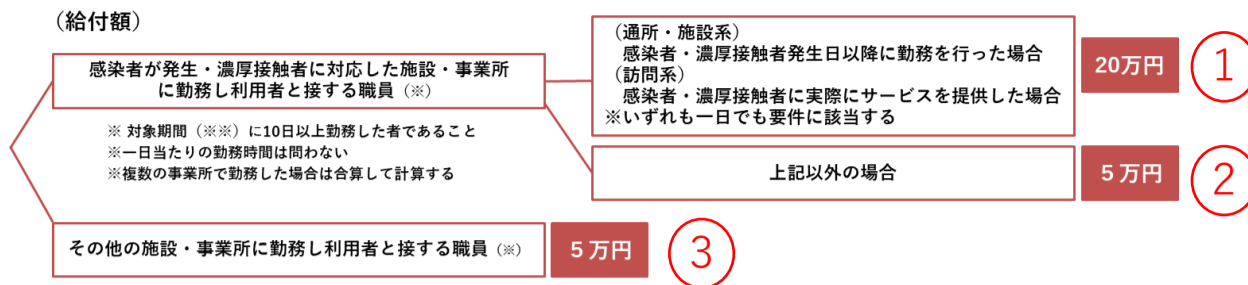 （給付額）
感染者が発生・濃厚接触者に対応した施設・事業所
に勤務し利用者と接する職員（※）
※ 対象期間（※※）に10日以上勤務した者であること
※一日当たりの勤務時間は問わない
※複数の事業所で勤務した場合は合算して計算する
（通所・施設系）
感染者・濃厚接触者発生日以降に勤務を行った場合
（訪問系）
感染者・濃厚接触者に実際にサービスを提供した場合
※いずれも一日でも要件に該当する
20万円
①
上記以外の場合
５万円
②
その他の施設・事業所に勤務し利用者と接する職員（※）
５万円
③